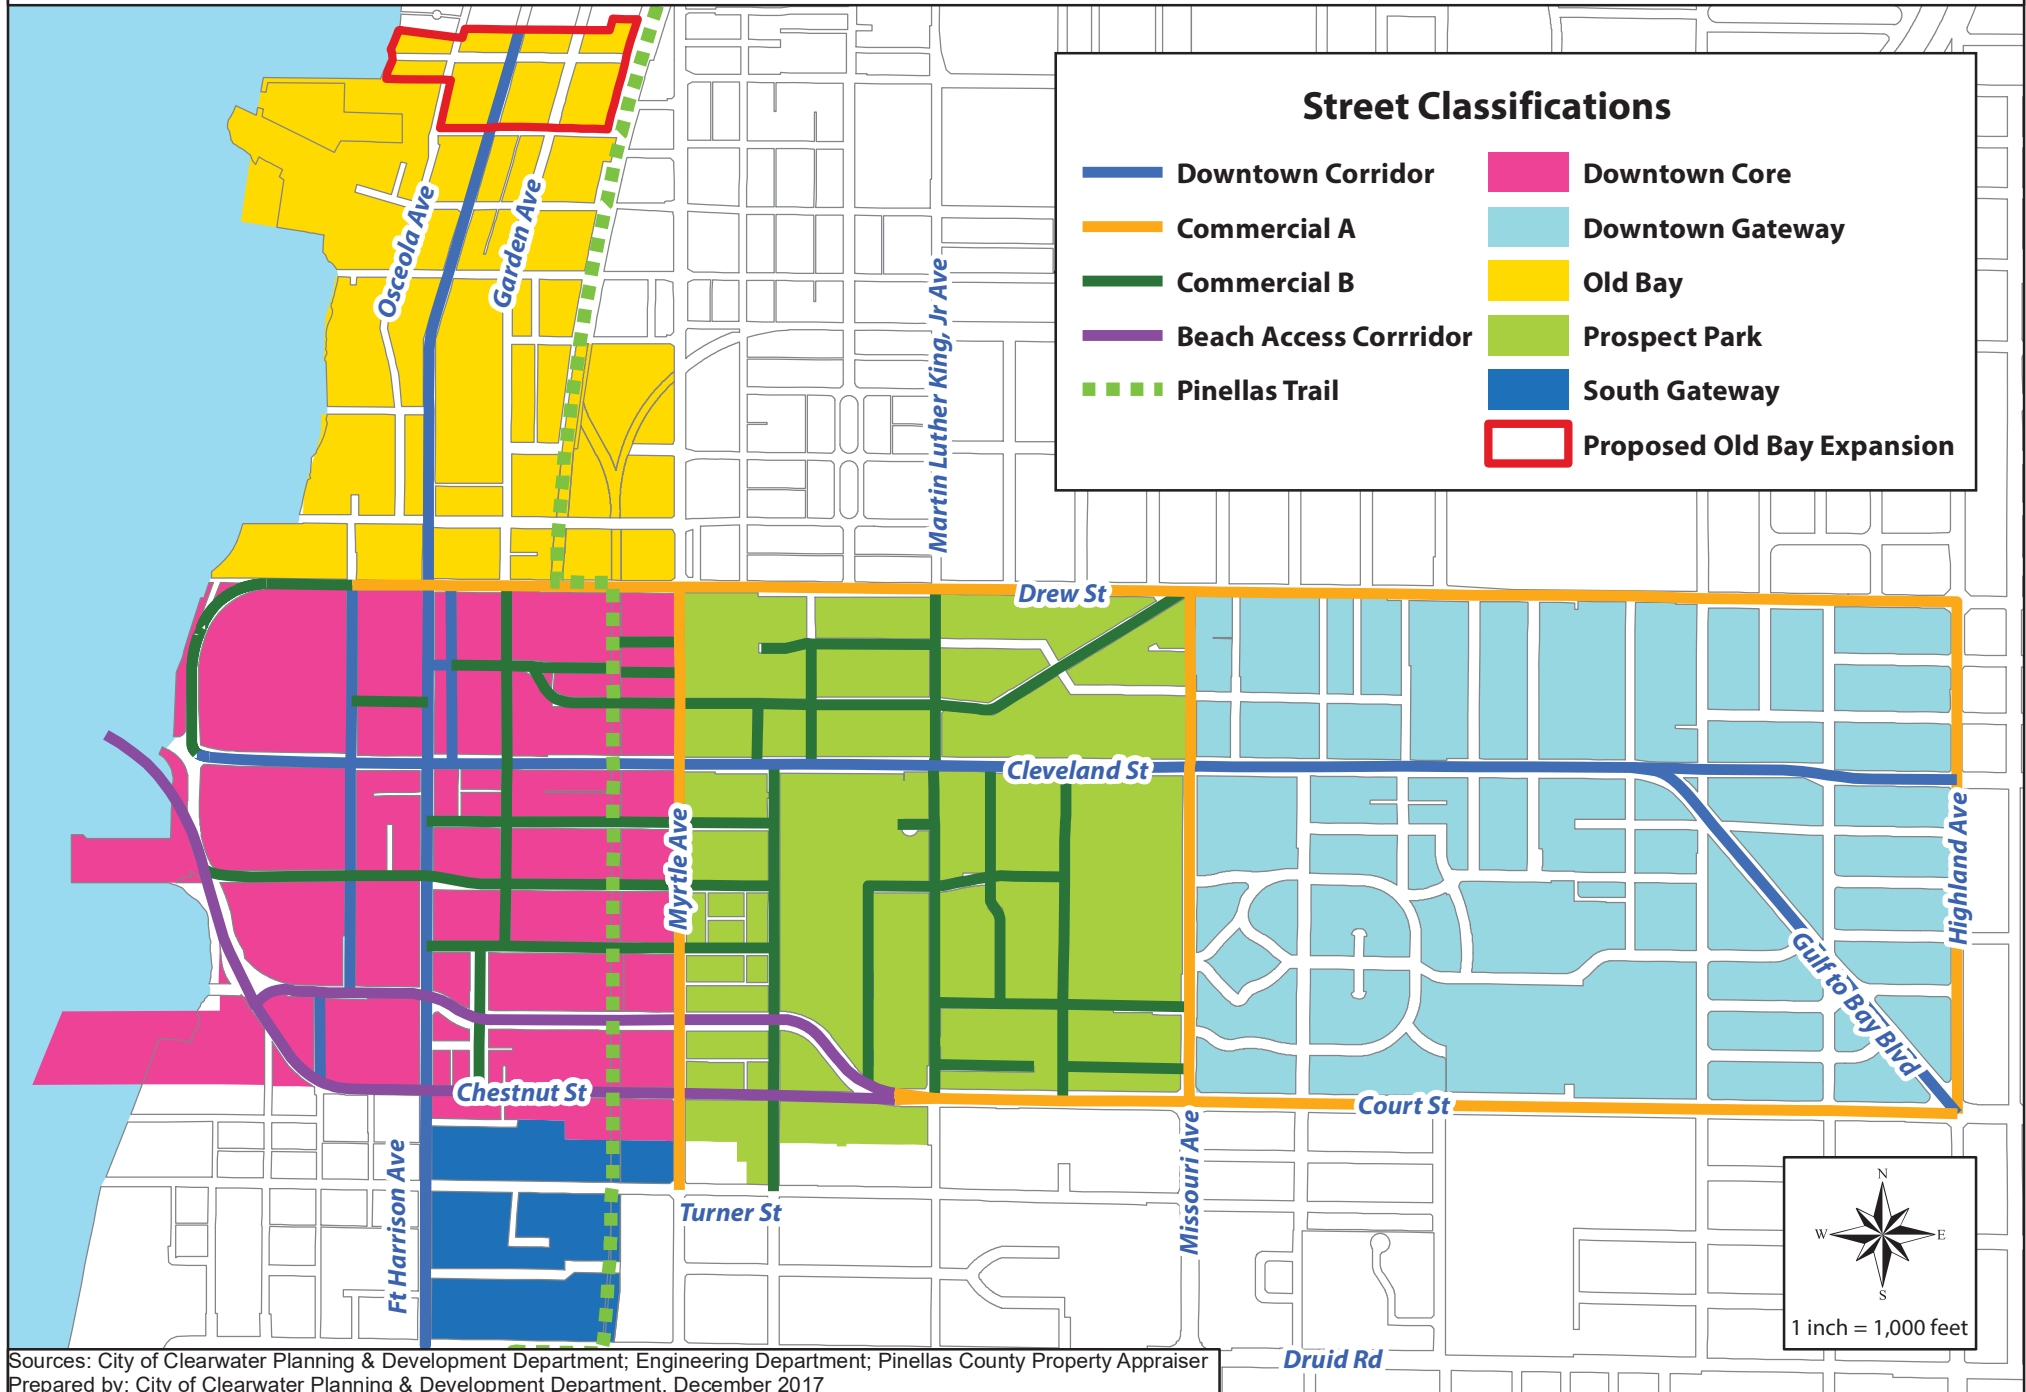 Street Classifications
Downtown Corridor
Commercial A
Commercial B
Beach Access Corrridor
Pinellas Trail
Downtown Core
Downtown Gateway
Old Bay
Prospect Park
South Gateway
Proposed Old Bay Expansion
Osceola Ave
Garden Ave
Martin Luther King, Jr Ave
Drew St
Cleveland St
Myrtle Ave
Highland Ave
Gulf to Bay Blvd
Chestnut St
Court St
Ft Harrison Ave
Missouri Ave
Turner St
Druid Rd
N
W
E
S
1 inch = 1,000 feet
Sources: City of Clearwater Planning & Development Department; Engineering Department; Pinellas County Property Appraiser
Prepared by: City of Clearwater Planning & Development Department, December 2017